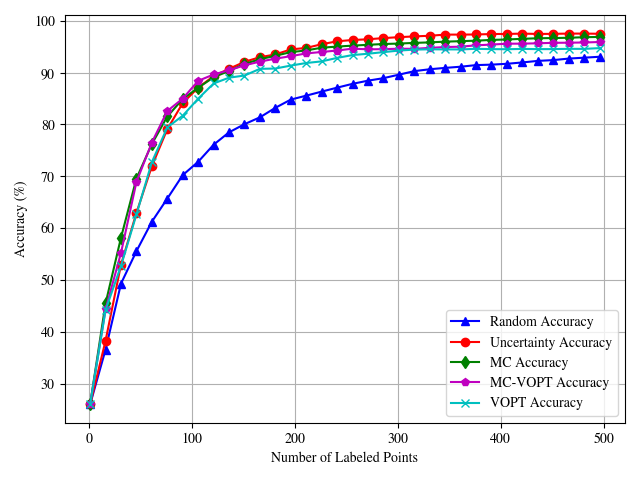 100
90
80
70
60
50
40
30
Accuracy (%)
0
100
200
300
400
500
Number of Labeled Points
Random Accuracy
Uncertainty Accuracy
MC Accuracy
MC-VOPT Accuracy
VOPT Accuracy